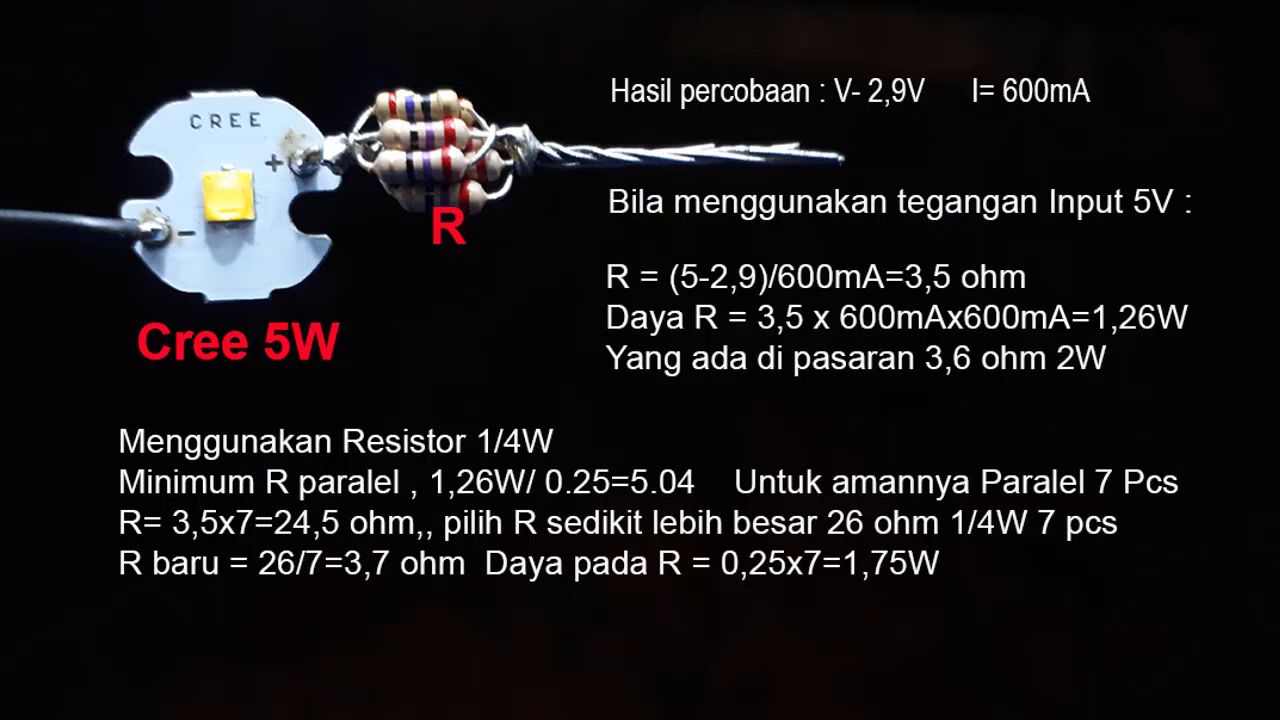 CREE
+
-
R
Cree 5W
Hasil percobaan : V- 2,9V I= 600mA
Bila menggunakan tegangan Input 5V :
R = (5-2,9)/600mA=3,5 ohm
Daya R = 3,5 x 600mAx600mA=1,26W
Yang ada di pasaran 3,6 ohm 2W
Menggunakan Resistor 1/4W
Minimum R paralel , 1,26W/ 0.25=5.04 Untuk amannya Paralel 7 Pcs
R= 3,5x7=24,5 ohm,, pilih R sedikit lebih besar 26 ohm 1/4W 7 pcs
R baru = 26/7=3,7 ohm Daya pada R = 0,25x7=1,75W